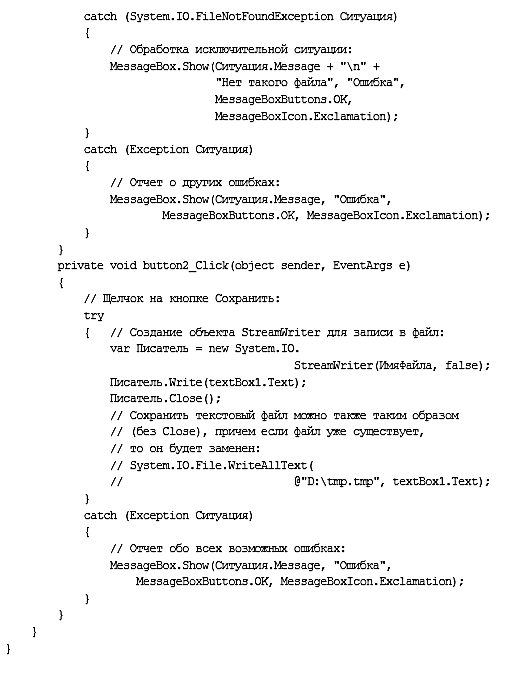 catch (System.IO.FileNotFoundException Ситуация)
{
// Обработка исключительной ситуации:
MessageBox.Show(Ситуация.Message + "\n" +
"Нет такого файла", "Ошибка",
MessageBoxButtons.OK,
MessageBoxIcon.Exclamation);
}
catch (Exception Ситуация)
{
// Отчет о других ошибках:
MessageBox.Show(Ситуация.Message, "Ошибка",
MessageBoxButtons.OK, MessageBoxIcon.Exclamation);
}
}
private void button2_Click(object sender, EventArgs e)
{
// Щелчок на кнопке Сохранить:
try
{ // Создание объекта StreamWriter для записи в файл:
var Писатель = new System.IO.
StreamWriter(ИмяФайла, false);
Писатель.Write(textBox1.Text);
Писатель.Close();
// Сохранить текстовый файл можно также таким образом
// (без Close), причем если файл уже существует,
// то он будет заменен:
// System.IO.File.WriteAllText(
// @"D:\tmp.tmp", textBox1.Text);
}
catch (Exception Ситуация)
{
// Отчет обо всех возможных ошибках:
MessageBox.Show(Ситуация.Message, "Ошибка",
MessageBoxButtons.OK, MessageBoxIcon.Exclamation);
}
}
}
}